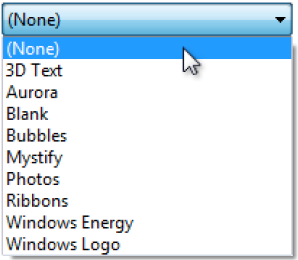 (None)
(None)
3D Text
Aurora
Blank
Bubbles
Mystify
Photos
Ribbons
Windows Energy
Windows Logo